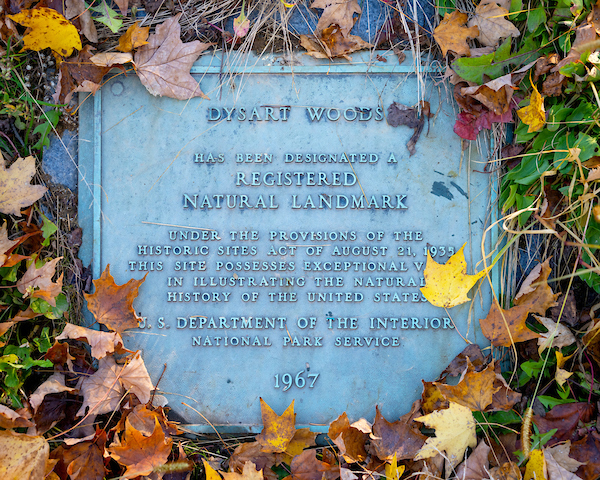 DYSART WOODS
HAS BEEN DESIGNATED A
REGISTERED
NATURAL LANDMARK
UNDER THE PROVISIONS OF THE
HISTORIC SITES ACT OF AUGUST 21, 1935
THIS SITE POSSESSES EXCEPTIONAL
IN ILLUSTRATING THE NATURAL
HISTORY OF THE UNITED STATES
U. S. DEPARTMENT OF THE INTERIOR
NATIONAL PARK SERVICE
1967